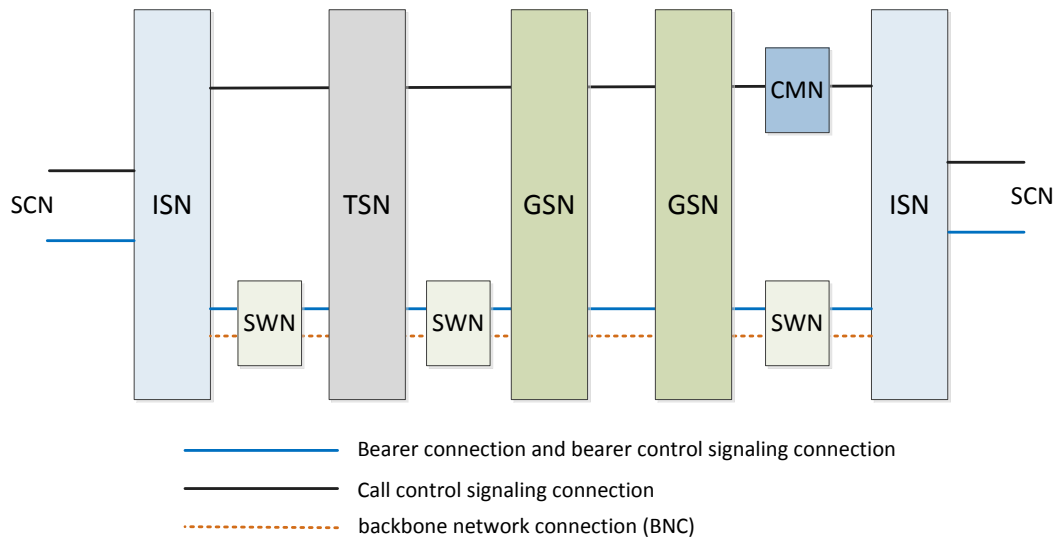 CMN
SCN
ISN
TSN
GSN
GSN
ISN
SCN
SWN
SWN
SWN
Bearer connection and bearer control signaling connection
Call control signaling connection
backbone network connection (BNC)